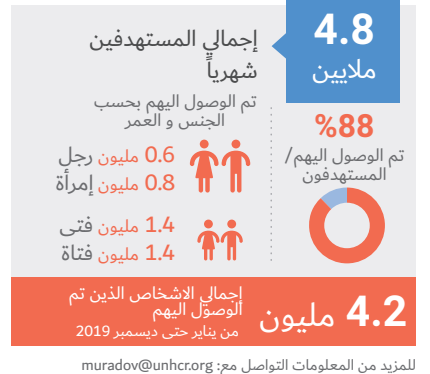 4.8
ملايين
إجمالي المستهدفين
شهرياً
تم الوصول اليهم بحسب
الجنس و العمر
0.6 مليون رجل
0.8 مليون إمرأة
1.4 مليون فتى
1.4 مليون فتاة
%88
تم الوصول اليهم/
المستهدفون
4.2 مليون
إجمالي الاشخاص الذين تم
الوصول اليهم
من يناير حتى ديسمبر 2019
للمزيد من المعلومات التواصل مع: muradov@unhcr.org